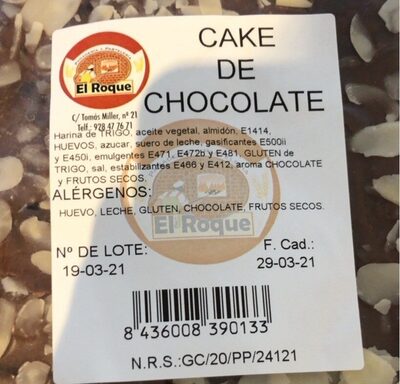 El Roque
C/ Tomás Miller, nº 21
Telf.: 928 47 76 71
CAKE
DE
CHOCOLATE
Harina de TRIGO, aceite vegetal, almidón, E1414,
HUEVOS, azucar, suero de leche, gasificantes E500ii
y E450i, emulgentes E471, E472b y E481, GLUTEN de
TRIGO, sal, estabilizantes E466 y E412, aroma CHOCOLATE
y FRUTOS SECOS.
ALÉRGENOS:
HUEVO, LECHE, GLUTEN, CHOCOLATE, FRUTOS SECOS.
El Roque
Nº DE LOTE: F. Cad.:
19-03-21 29-03-21
8 436008 390133
N.R.S.:GC/20/PP/24121